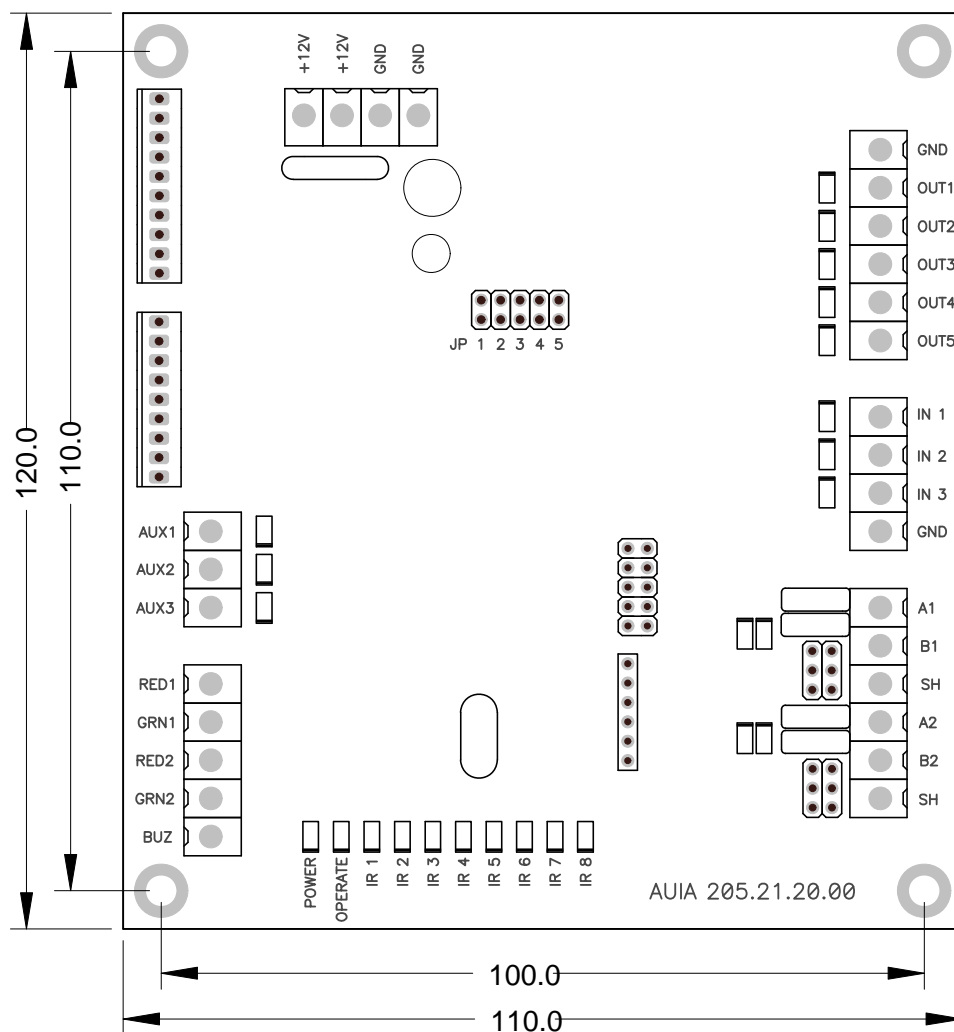 +12V +12V GND GND
GND
OUT1
OUT2
OUT3
OUT4
OUT5
JP 1 2 3 4 5
120.0
110.0
IN 1
IN 2
IN 3
GND
AUX1
AUX2
AUX3
A1
B1
SH
A2
B2
SH
RED1
GRN1
RED2
GRN2
BUZ
POWER
OPERATE
IR 1
IR 2
IR 3
IR 4
IR 5
IR 6
IR 7
IR 8
AUIA 205.21.20.00
100.0
110.0